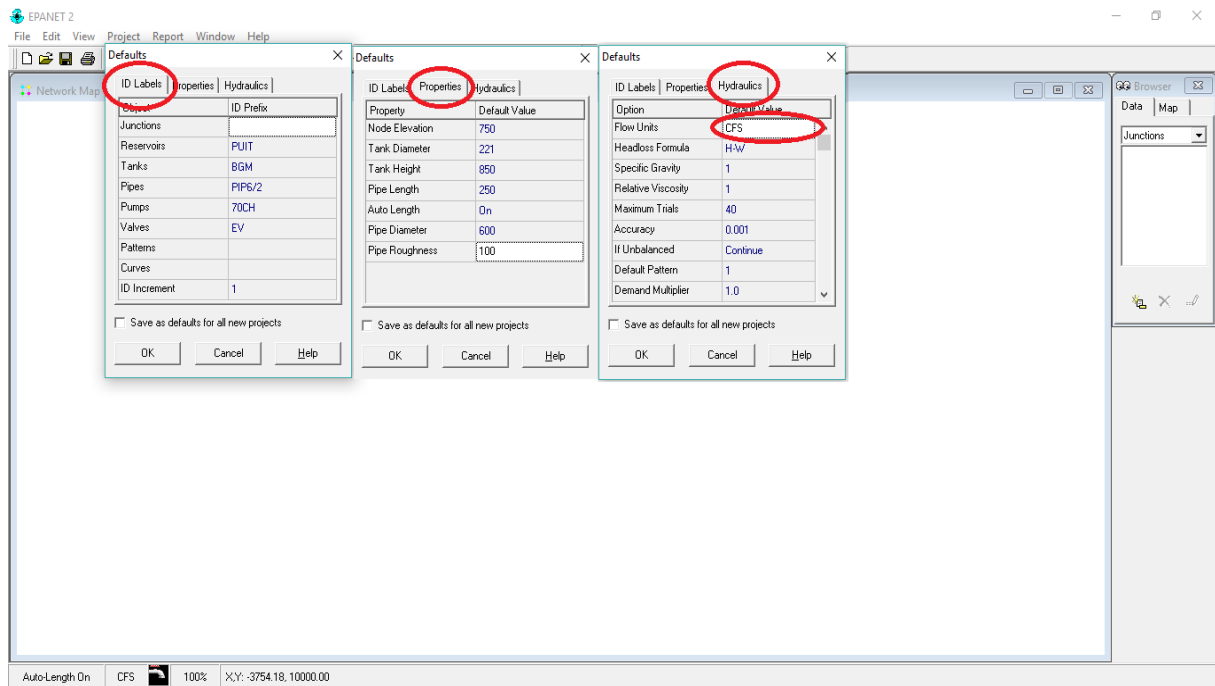 EPANET 2
File Edit View Project Report Window Help
Network Map
Defaults
ID Labels Properties Hydraulics
Object ID Prefix
Junctions
Reservoirs PUIT
Tanks BGM
Pipes PIP6/2
Pumps 70CH
Valves EV
Patterns
Curves
ID Increment 1
Save as defaults for all new projects
OK Cancel Help
Defaults
ID Labels Properties Hydraulics
Property Default Value
Node Elevation 750
Tank Diameter 221
Tank Height 850
Pipe Length 250
Auto Length On
Pipe Diameter 600
Pipe Roughness 100
Save as defaults for all new projects
OK Cancel Help
Defaults
ID Labels Properties Hydraulics
Option Default Value
Flow Units CFS
Headloss Formula H-W
Specific Gravity 1
Relative Viscosity 1
Maximum Trials 40
Accuracy 0.001
If Unbalanced Continue
Default Pattern 1
Demand Multiplier 1.0
Save as defaults for all new projects
OK Cancel Help
Browser
Data Map
Junctions
Auto-Length On CFS 100% X,Y: -3754.18, 10000.00